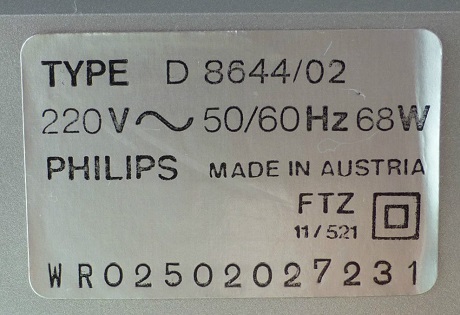 TYPE D 8644/02
220V ~ 50/60Hz 68W
PHILIPS MADE IN AUSTRIA
FTZ
11/521
WR02502027231